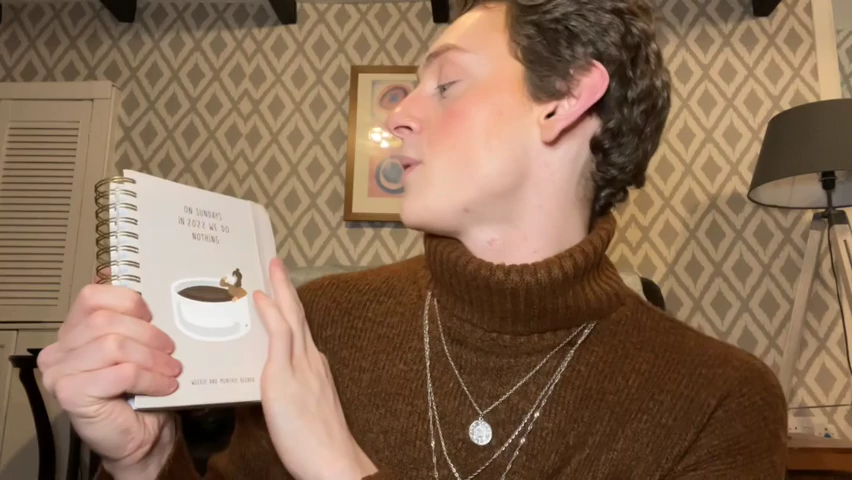 ON SUNDAYS
IN 2022 WE DO
NOTHING
WEEKLY AND MONTHLY PLANNER